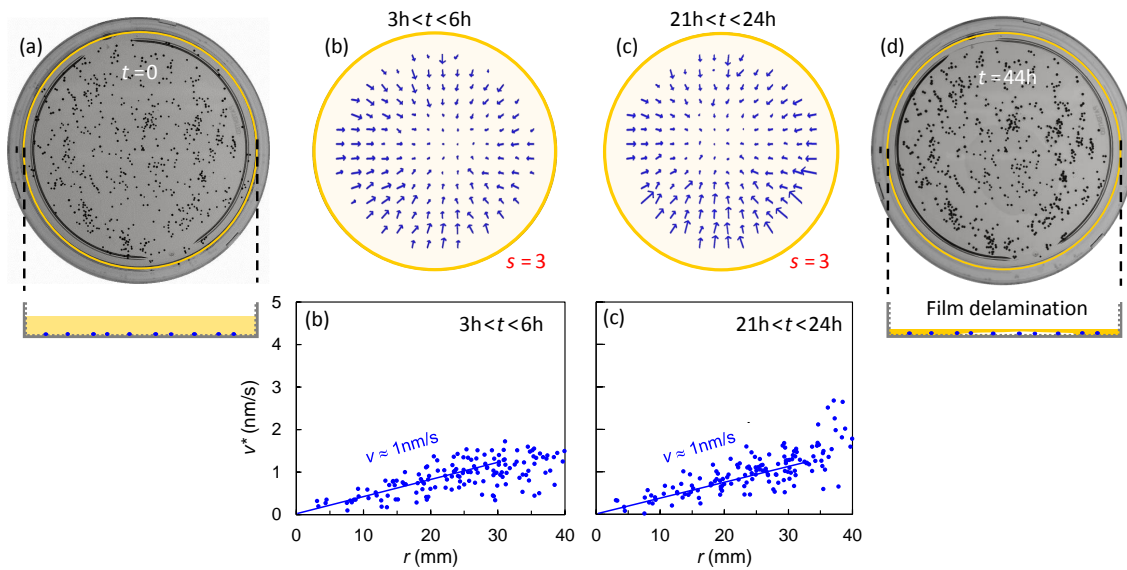 3h < t < 6h
21h < t < 24h
(a)
(b)
(c)
(d)
t =0
t =44h
s = 3
s = 3
Film delamination
(b)
3h < t < 6h
(c)
21h < t < 24h
5
4
3
2
1
0
v* (nm/s)
v ≈ 1nm/s
v ≈ 1nm/s
0
10
20
30
40
0
10
20
30
40
r (mm)
r (mm)